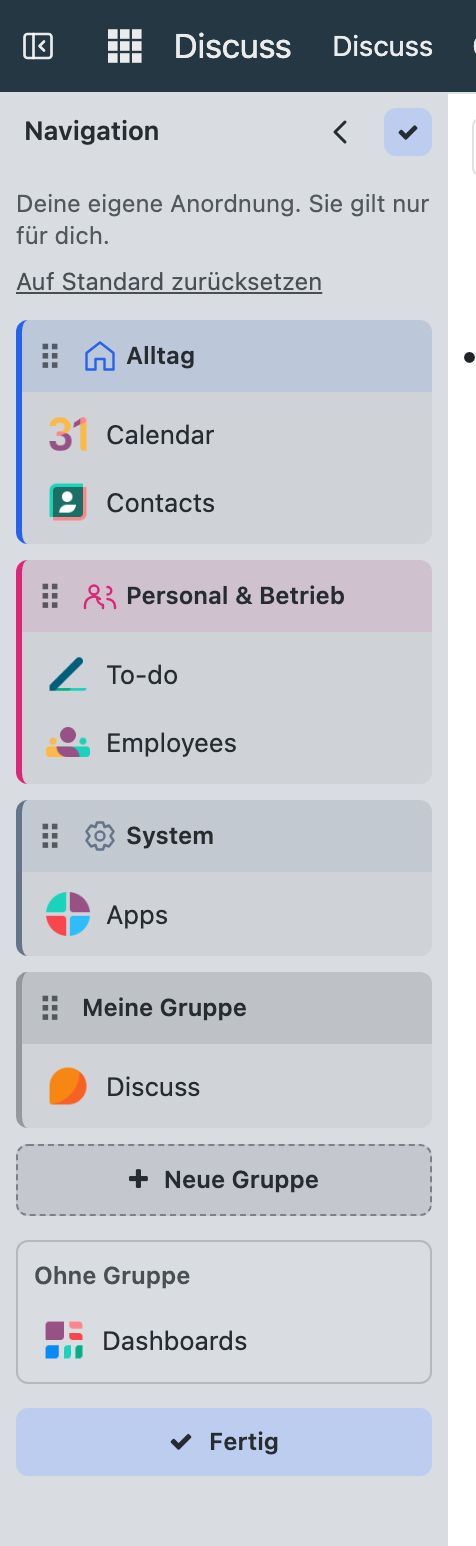 Discuss Discuss
Navigation
Deine eigene Anordnung. Sie gilt nur
für dich.
Auf Standard zurücksetzen
Alltag
31 Calendar
Contacts
Personal & Betrieb
To-do
Employees
System
Apps
Meine Gruppe
Discuss
+ Neue Gruppe
Ohne Gruppe
Dashboards
Fertig